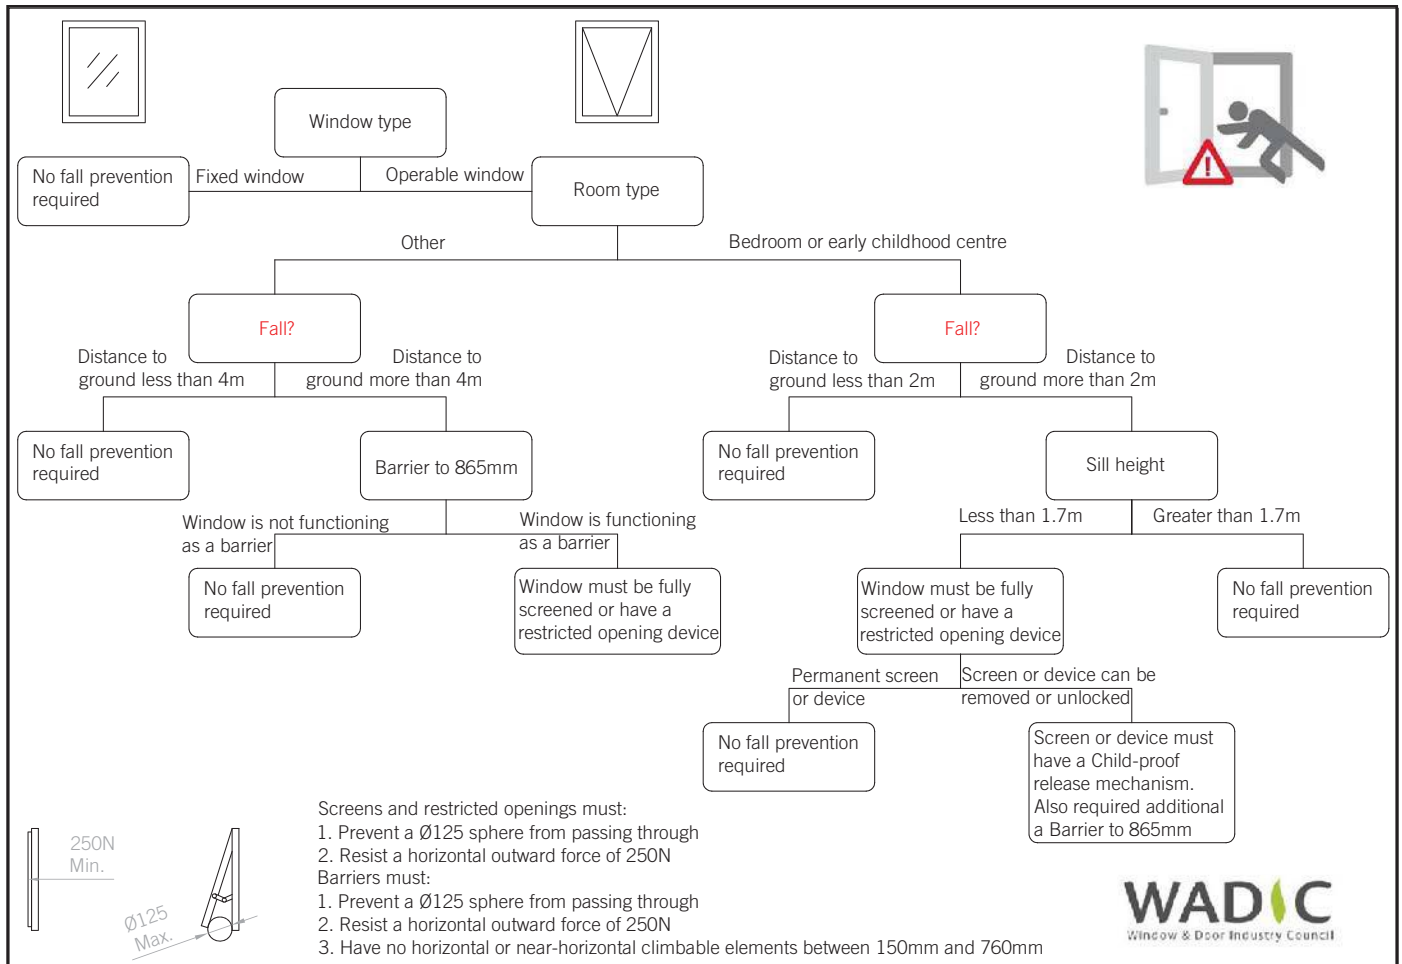 Window type
No fall prevention
required
Fixed window
Operable window
Room type
Other
Bedroom or early childhood centre
Fall?
Fall?
Distance to
ground less than 4m
Distance to
ground more than 4m
Distance to
ground less than 2m
Distance to
ground more than 2m
No fall prevention
required
Barrier to 865mm
No fall prevention
required
Sill height
Window is not functioning
as a barrier
Window is functioning
as a barrier
Less than 1.7m
Greater than 1.7m
No fall prevention
required
Window must be fully
screened or have a
restricted opening device
Window must be fully
screened or have a
restricted opening device
No fall prevention
required
Permanent screen
or device
Screen or device can be
removed or unlocked
No fall prevention
required
Screen or device must
have a Child-proof
release mechanism.
Also required additional
a Barrier to 865mm
250N
Min.
Ø125
Max.
Screens and restricted openings must:
1. Prevent a Ø125 sphere from passing through
2. Resist a horizontal outward force of 250N
Barriers must:
1. Prevent a Ø125 sphere from passing through
2. Resist a horizontal outward force of 250N
3. Have no horizontal or near-horizontal climbable elements between 150mm and 760mm
WADIC
Window & Door Industry Council